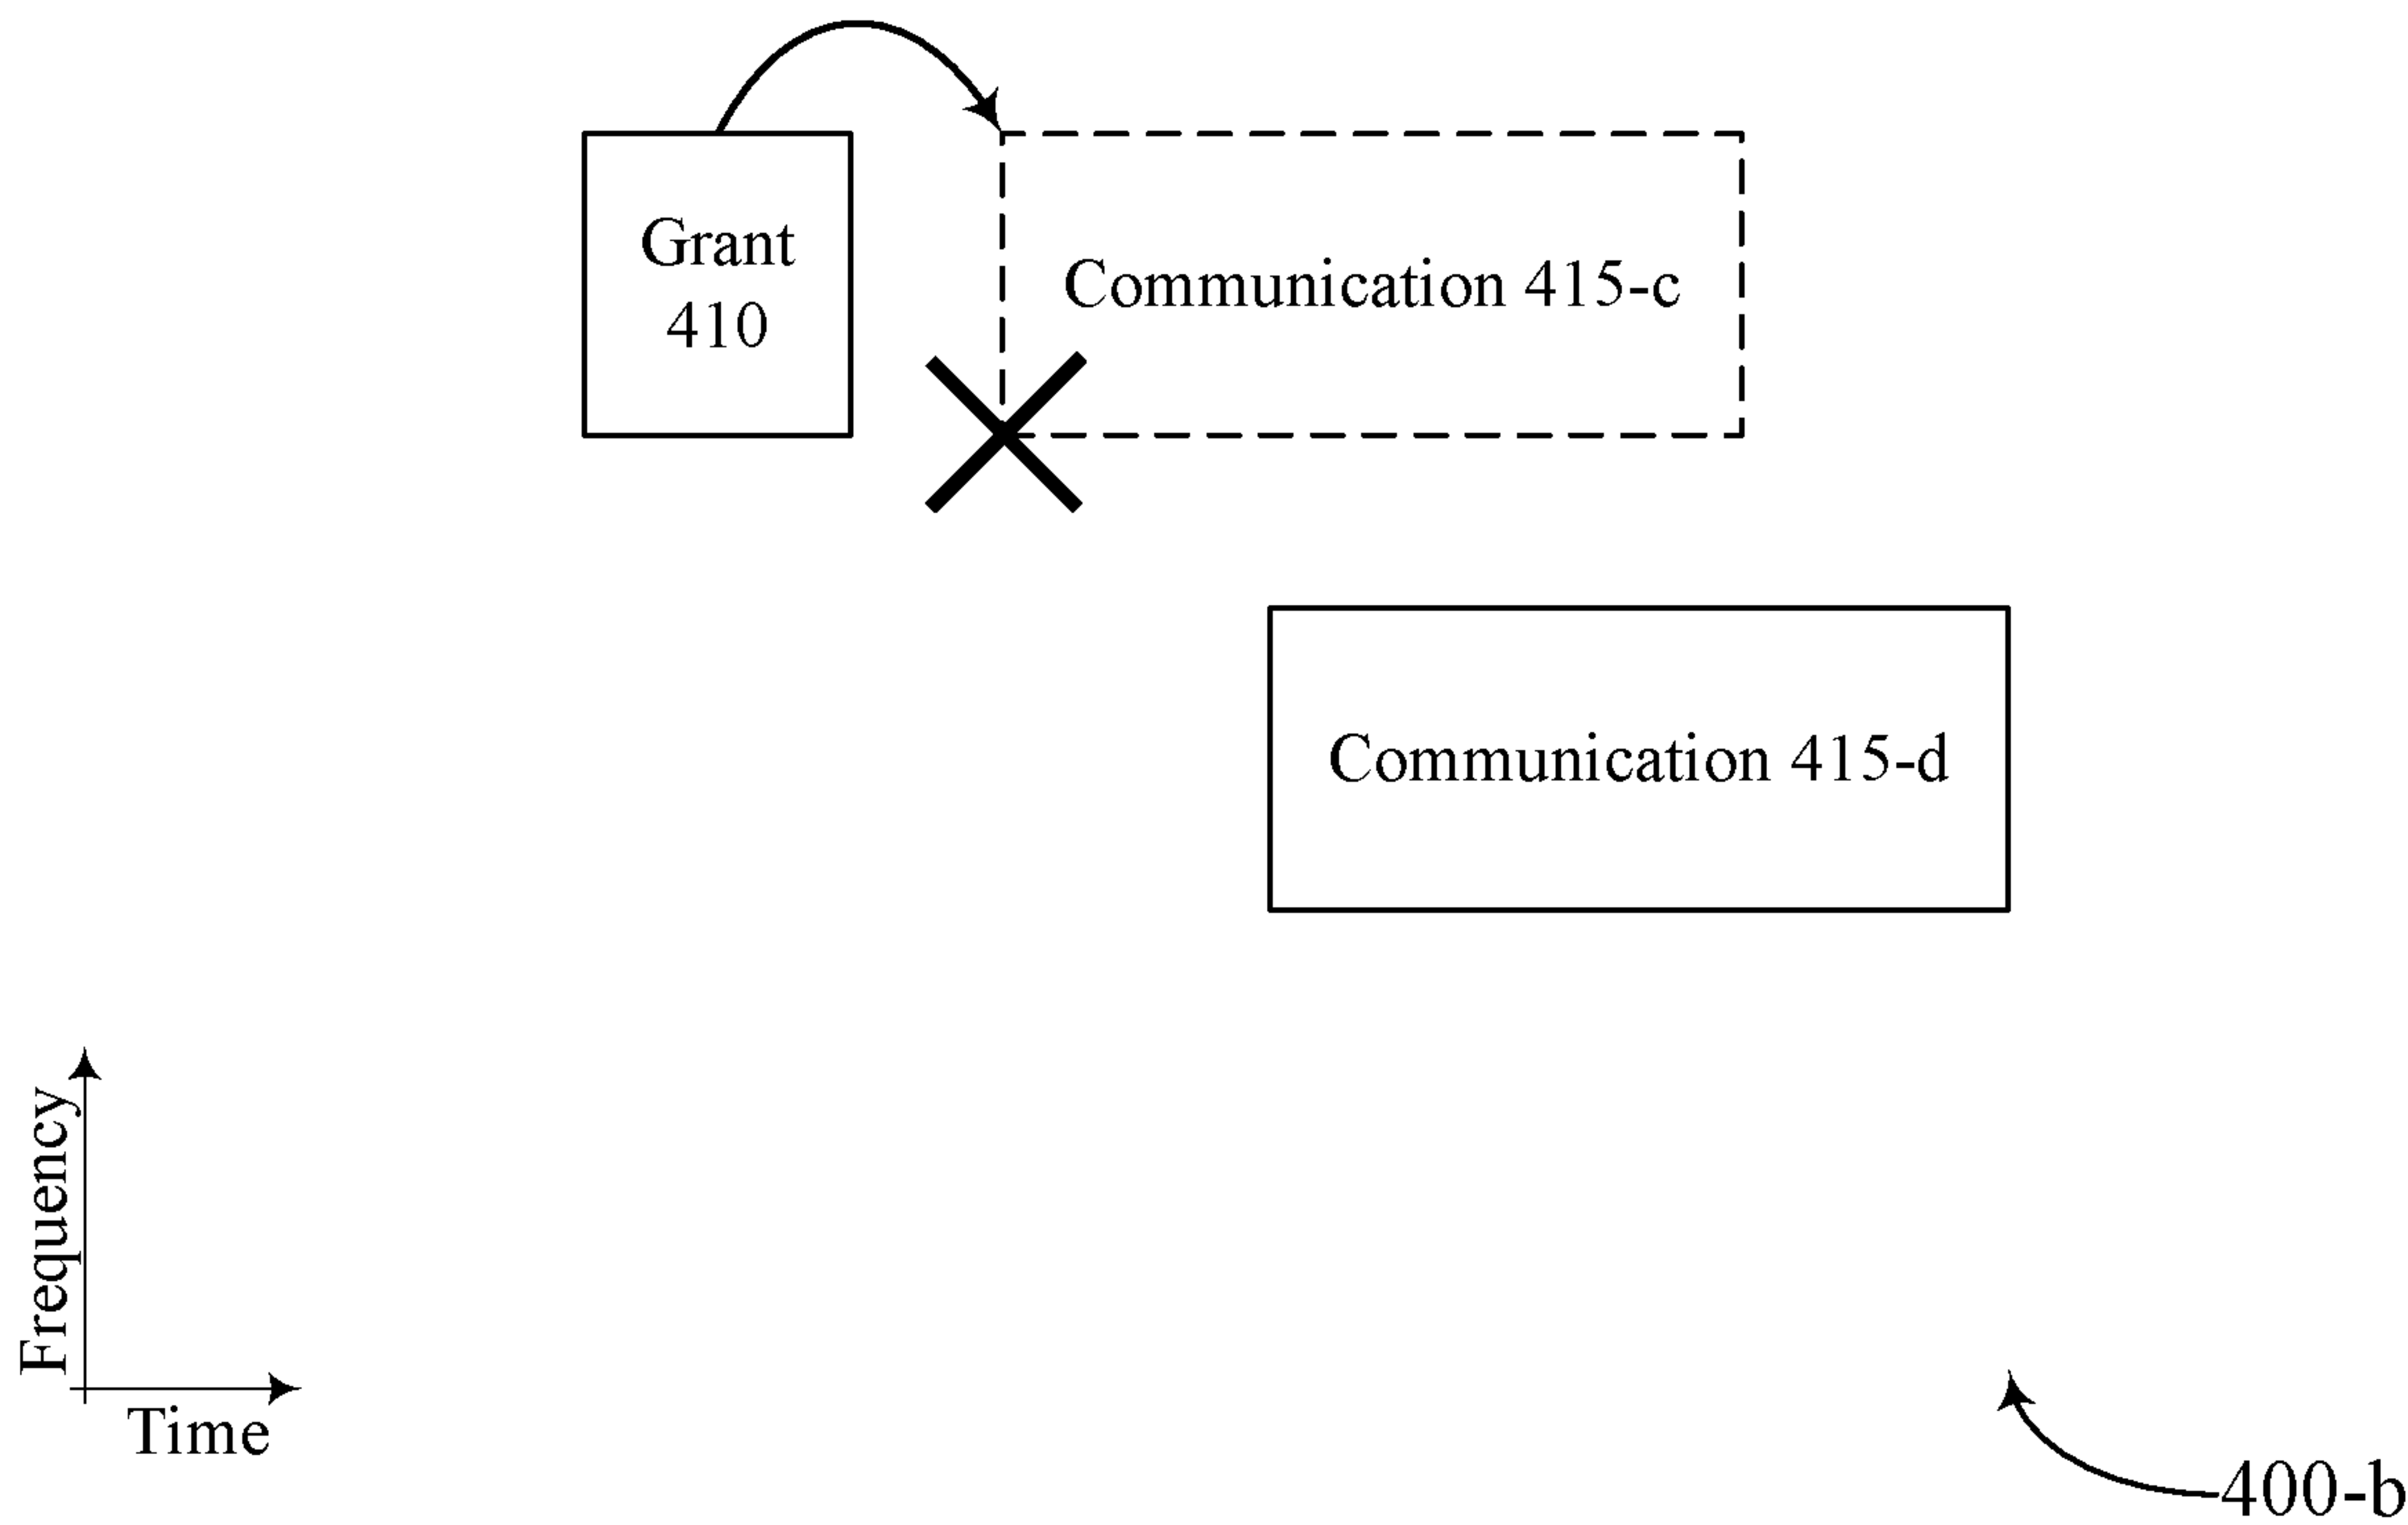 Grant
410
Communication 415-c
Communication 415-d
Frequency
Time
400-b